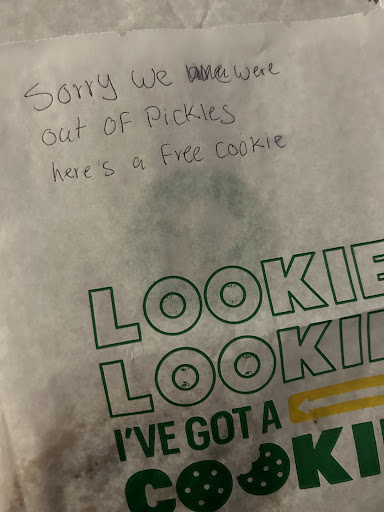 Sorry we were
out of Pickles
here's a Free Cookie
LOOKIE
LOOKI
I'VE GOT A
COOKI